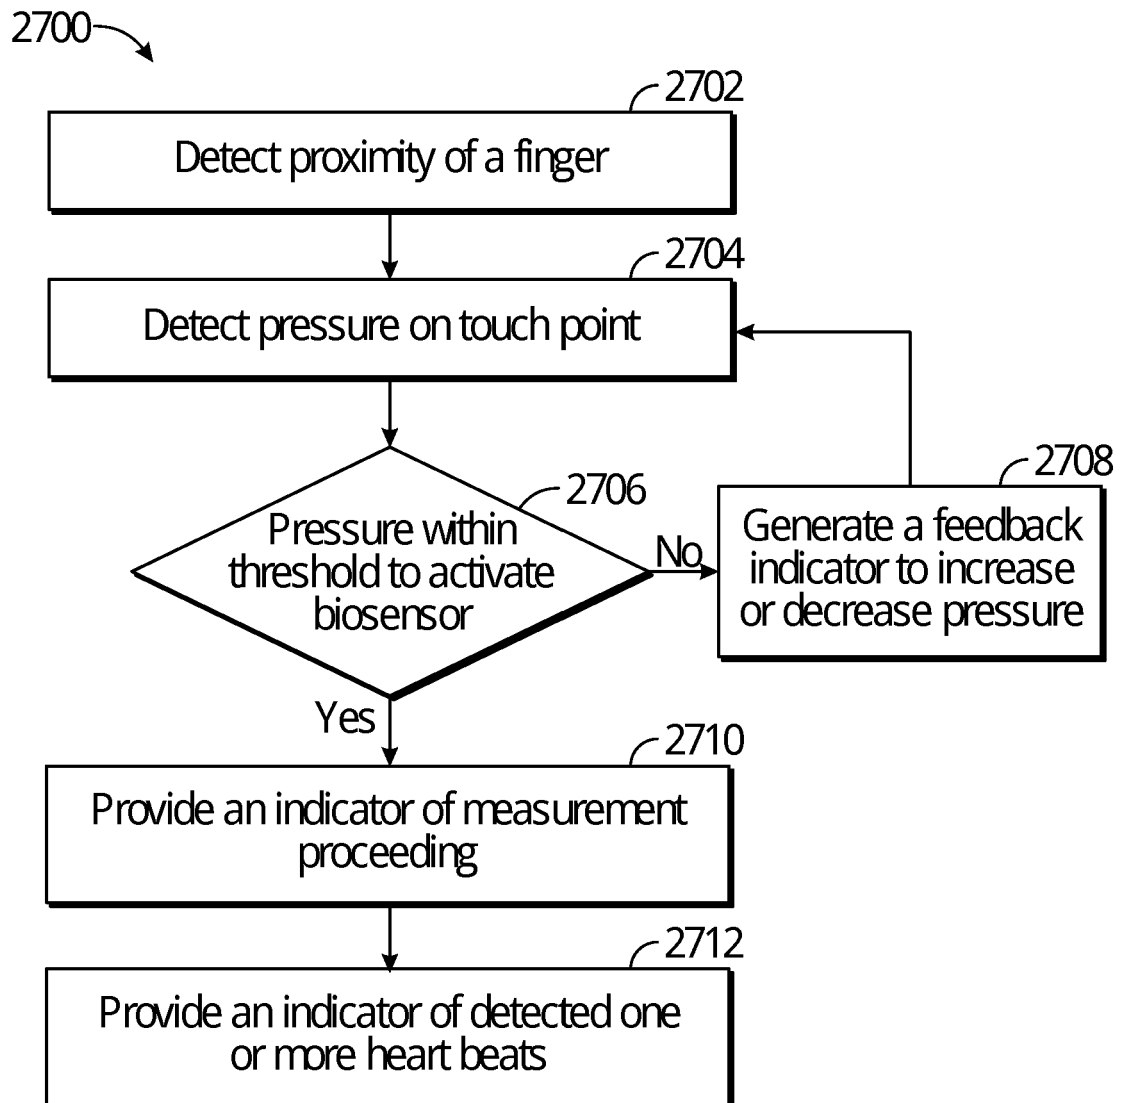 2700
2702
Detect proximity of a finger
2704
Detect pressure on touch point
2706
Pressure within
threshold to activate
biosensor
No
2708
Generate a feedback
indicator to increase
or decrease pressure
Yes
2710
Provide an indicator of measurement
proceeding
2712
Provide an indicator of detected one
or more heart beats